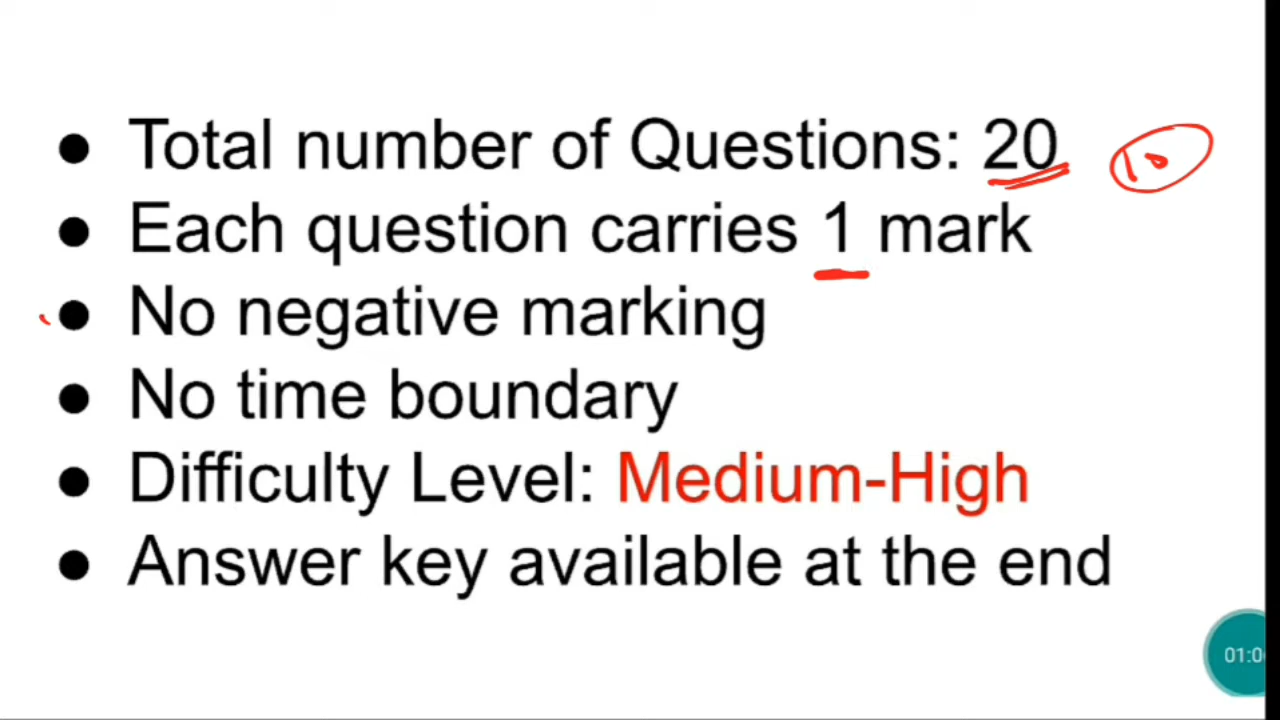 ● Total number of Questions: 20 10
● Each question carries 1 mark
● No negative marking
● No time boundary
● Difficulty Level: Medium-High
● Answer key available at the end